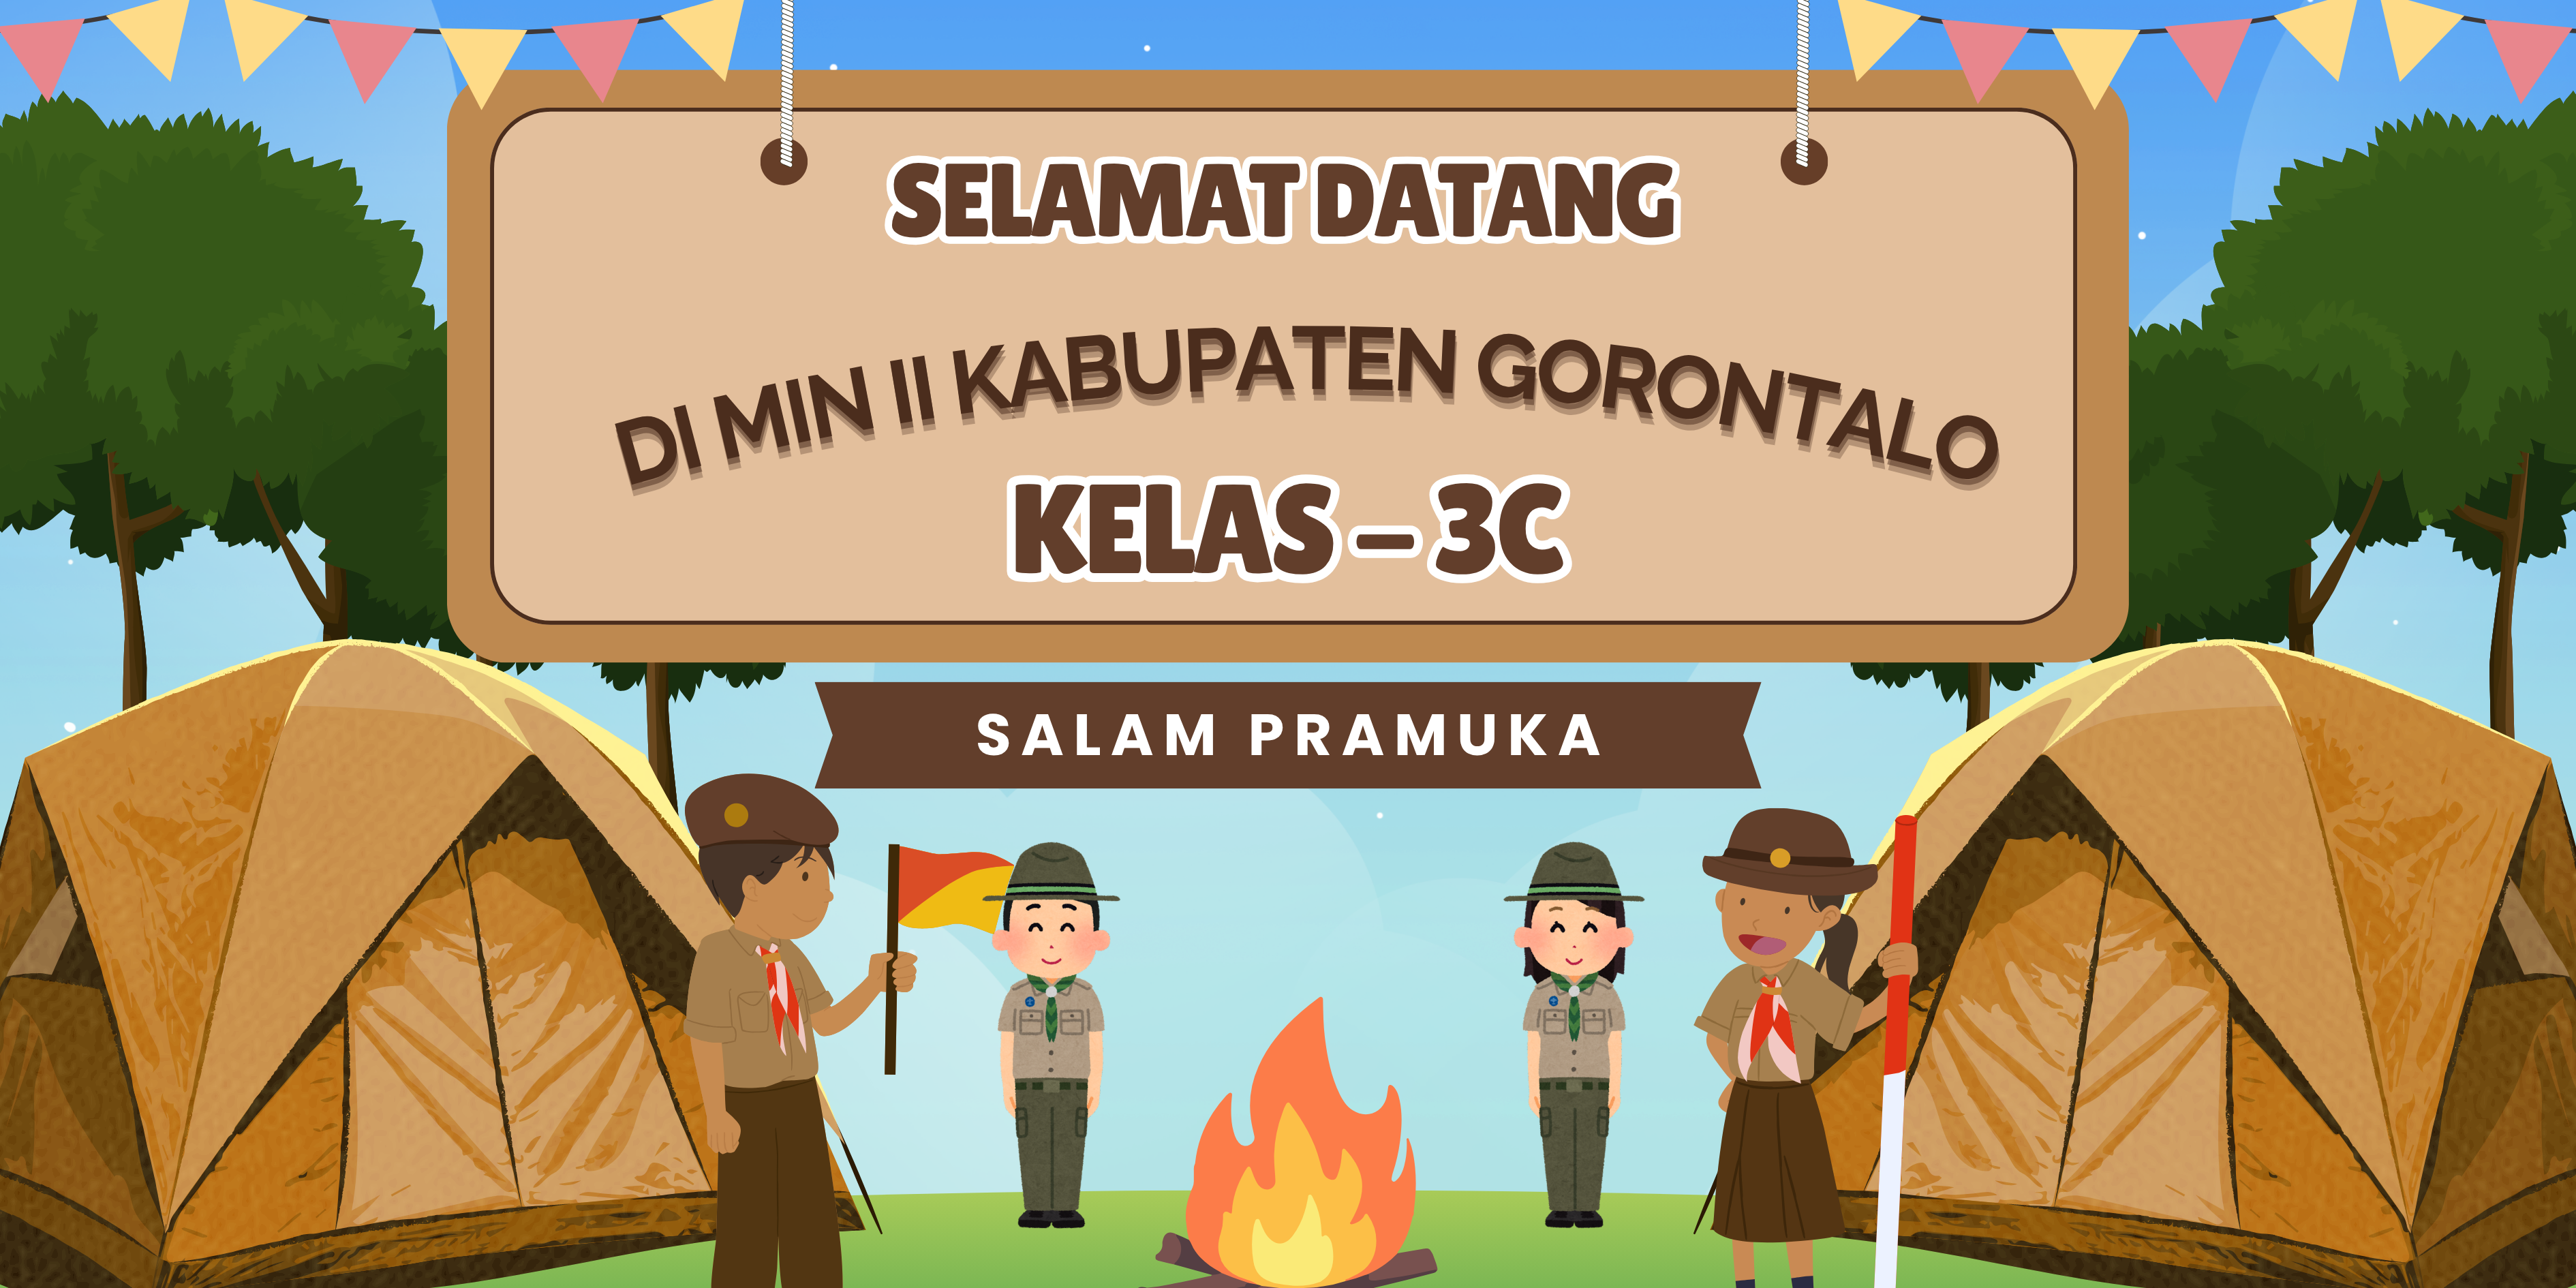 SELAMAT DATANG
DI MIN II KABUPATEN GORONTALO
KELAS – 3C
SALAM PRAMUKA